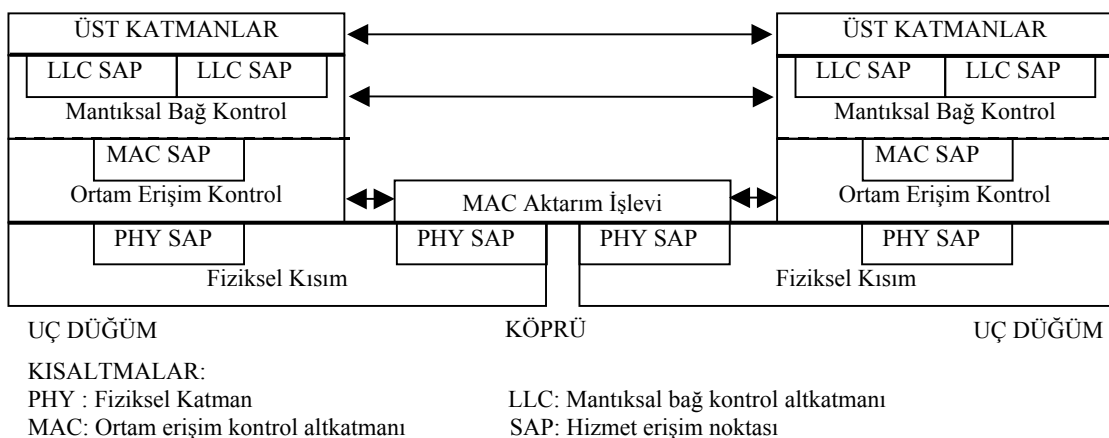 ÜST KATMANLAR ÜST KATMANLAR
LLC SAP LLC SAP LLC SAP LLC SAP
Mantıksal Bağ Kontrol Mantıksal Bağ Kontrol
MAC SAP MAC SAP
Ortam Erişim Kontrol MAC Aktarım İşlevi Ortam Erişim Kontrol
PHY SAP PHY SAP PHY SAP PHY SAP
Fiziksel Kısım Fiziksel Kısım
UÇ DÜĞÜM KÖPRÜ UÇ DÜĞÜM
KISALTMALAR:
PHY : Fiziksel Katman LLC: Mantıksal bağ kontrol altkatmanı
MAC: Ortam erişim kontrol altkatmanı SAP: Hizmet erişim noktası